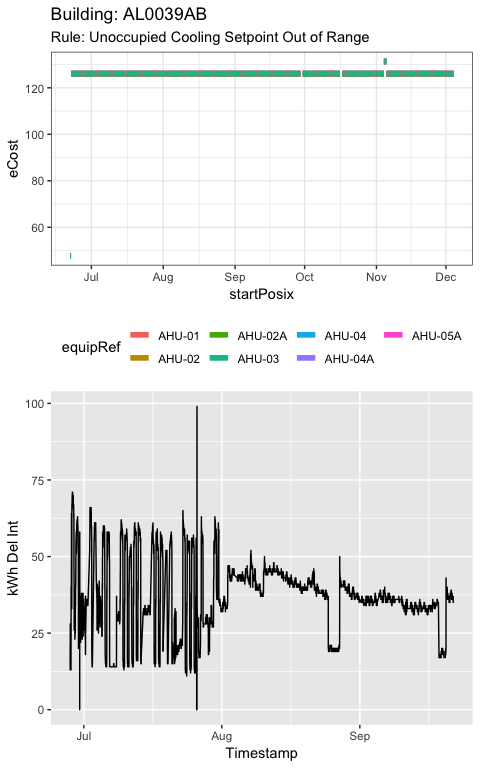 Building: AL0039AB
Rule: Unoccupied Cooling Setpoint Out of Range
120
100
80
60
eCost
Jul Aug Sep Oct Nov Dec
startPosix
equipRef
AHU-01 AHU-02A AHU-04 AHU-05A
AHU-02 AHU-03 AHU-04A
100
75
50
25
0
kWh Del Int
Jul Aug Sep
Timestamp